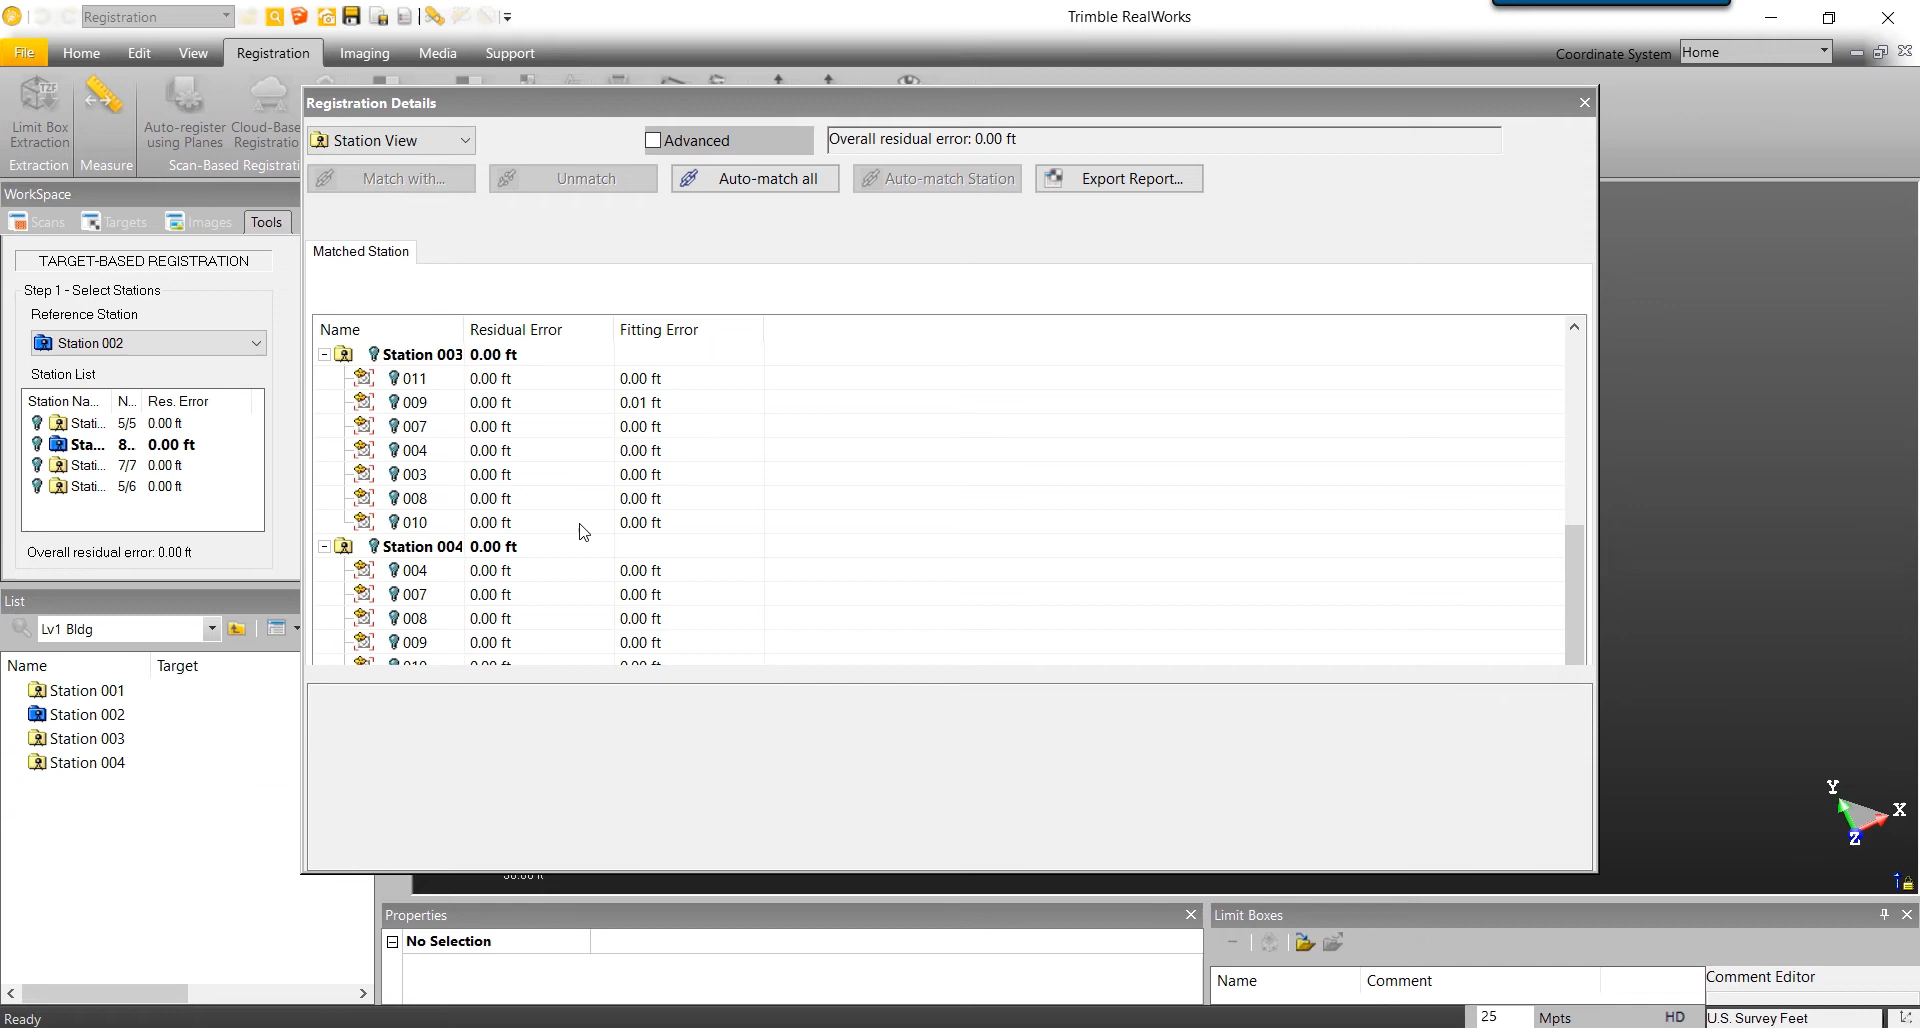 Registration
Trimble RealWorks
File
Home
Edit
View
Registration
Imaging
Media
Support
Coordinate System
Home
TZF
Limit Box
Extraction
Auto-register
using Planes
Cloud-Base
Registratio
Extraction
Measure
Scan-Based Registrati
WorkSpace
Scans
Targets
Images
Tools
TARGET-BASED REGISTRATION
Step 1 - Select Stations
Reference Station
Station 002
Station List
Station Na... N... Res. Error
Stati... 5/5 0.00 ft
Sta... 8.. 0.00 ft
Stati... 7/7 0.00 ft
Stati... 5/6 0.00 ft
Overall residual error: 0.00 ft
List
Lv1 Bldg
Name Target
Station 001
Station 002
Station 003
Station 004
Registration Details
Station View
Advanced
Overall residual error: 0.00 ft
Match with...
Unmatch
Auto-match all
Auto-match Station
Export Report...
Matched Station
Name Residual Error Fitting Error
Station 003 0.00 ft
011 0.00 ft 0.00 ft
009 0.00 ft 0.01 ft
007 0.00 ft 0.00 ft
004 0.00 ft 0.00 ft
003 0.00 ft 0.00 ft
008 0.00 ft 0.00 ft
010 0.00 ft 0.00 ft
Station 004 0.00 ft
004 0.00 ft 0.00 ft
007 0.00 ft 0.00 ft
008 0.00 ft 0.00 ft
009 0.00 ft 0.00 ft
010 0.00 ft 0.00 ft
Y
X
Z
Properties
No Selection
Limit Boxes
Name Comment
Comment Editor
Ready
25 Mpts HD U.S. Survey Feet